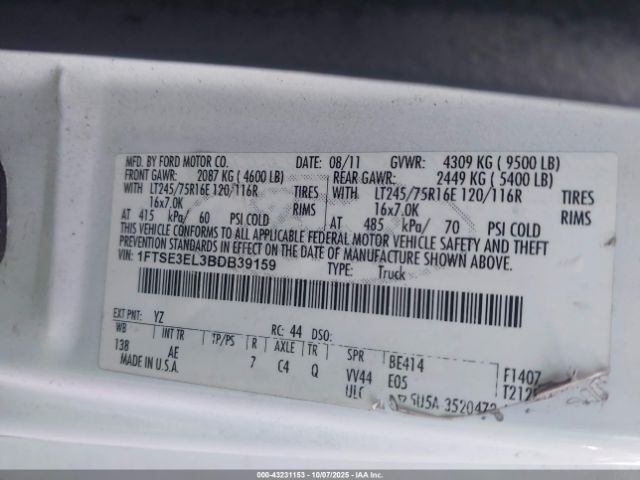 MFD. BY FORD MOTOR CO. DATE: 08/11 GVWR: 4309 KG ( 9500 LB)
FRONT GAWR: 2087 KG ( 4600 LB) REAR GAWR: 2449 KG ( 5400 LB)
WITH LT245/75R16E 120/116R TIRES WITH LT245/75R16E 120/116R TIRES
16x7.0K RIMS 16x7.0K RIMS
AT 415 kPa/ 60 PSI COLD AT 485 kPa/ 70 PSI COLD
THIS VEHICLE CONFORMS TO ALL APPLICABLE FEDERAL MOTOR VEHICLE SAFETY AND THEFT
PREVENTION STANDARDS IN EFFECT ON THE DATE OF MANUFACTURE SHOWN ABOVE.
VIN: 1FTSE3EL3BDB39159 TYPE: Truck
EXT PNT: YZ RC: 44 DSO:
WB INT TR TP/PS R AXLE TR SPR BE414 F1407
138 AE 7 C4 Q VV44 EOS
MADE IN U.S.A. ULC 5U5A
000-43231153 - 10/07/2025 - IAAI.com